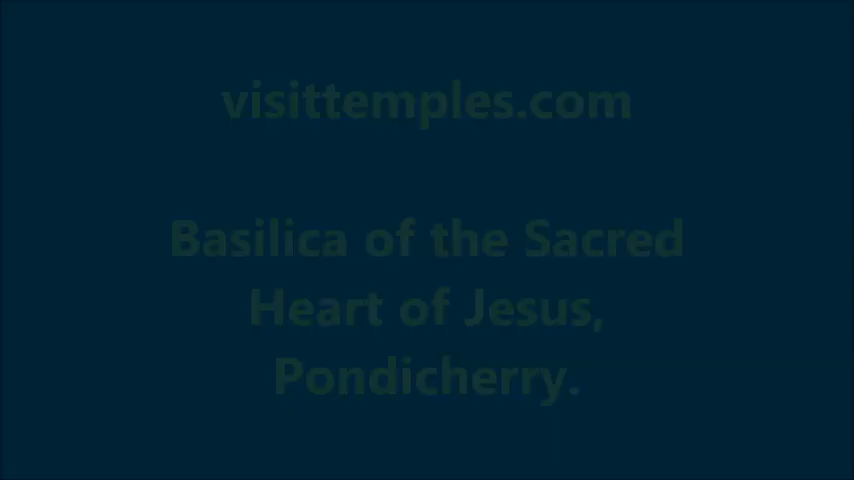 visittemples.com
Basilica of the Sacred
Heart of Jesus,
Pondicherry.